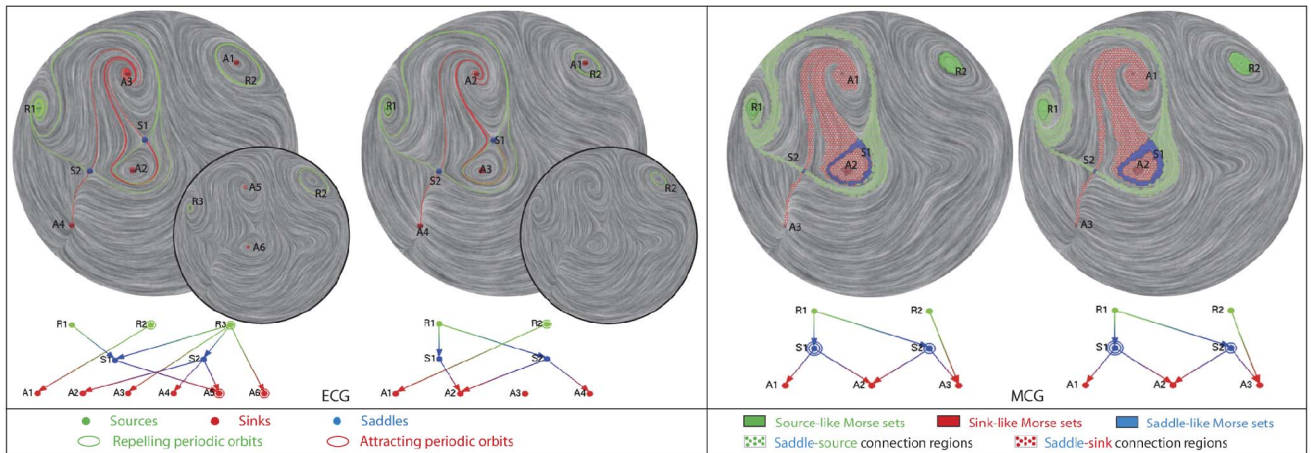 A1
R2
A3
R1
S1
S2
A2
A4
R2
A5
R3
A6
A1
R2
A2
R1
S1
S2
A3
A4
R2
A1
R2
R1
S1
S2
A2
A3
A1
R2
R1
S1
S2
A2
A3
R1 R2 R3
S1 S2
A1 A2 A3 A4 A5 A6
ECG
R1 R2
S1 S2
A1 A2 A3 A4
R1 R2
S1 S2
A1 A2 A3
MCG
R1 R2
S1 S2
A1 A2 A3
Sources Sinks Saddles
Repelling periodic orbits Attracting periodic orbits
Source-like Morse sets Sink-like Morse sets Saddle-like Morse sets
Saddle-source connection regions Saddle-sink connection regions